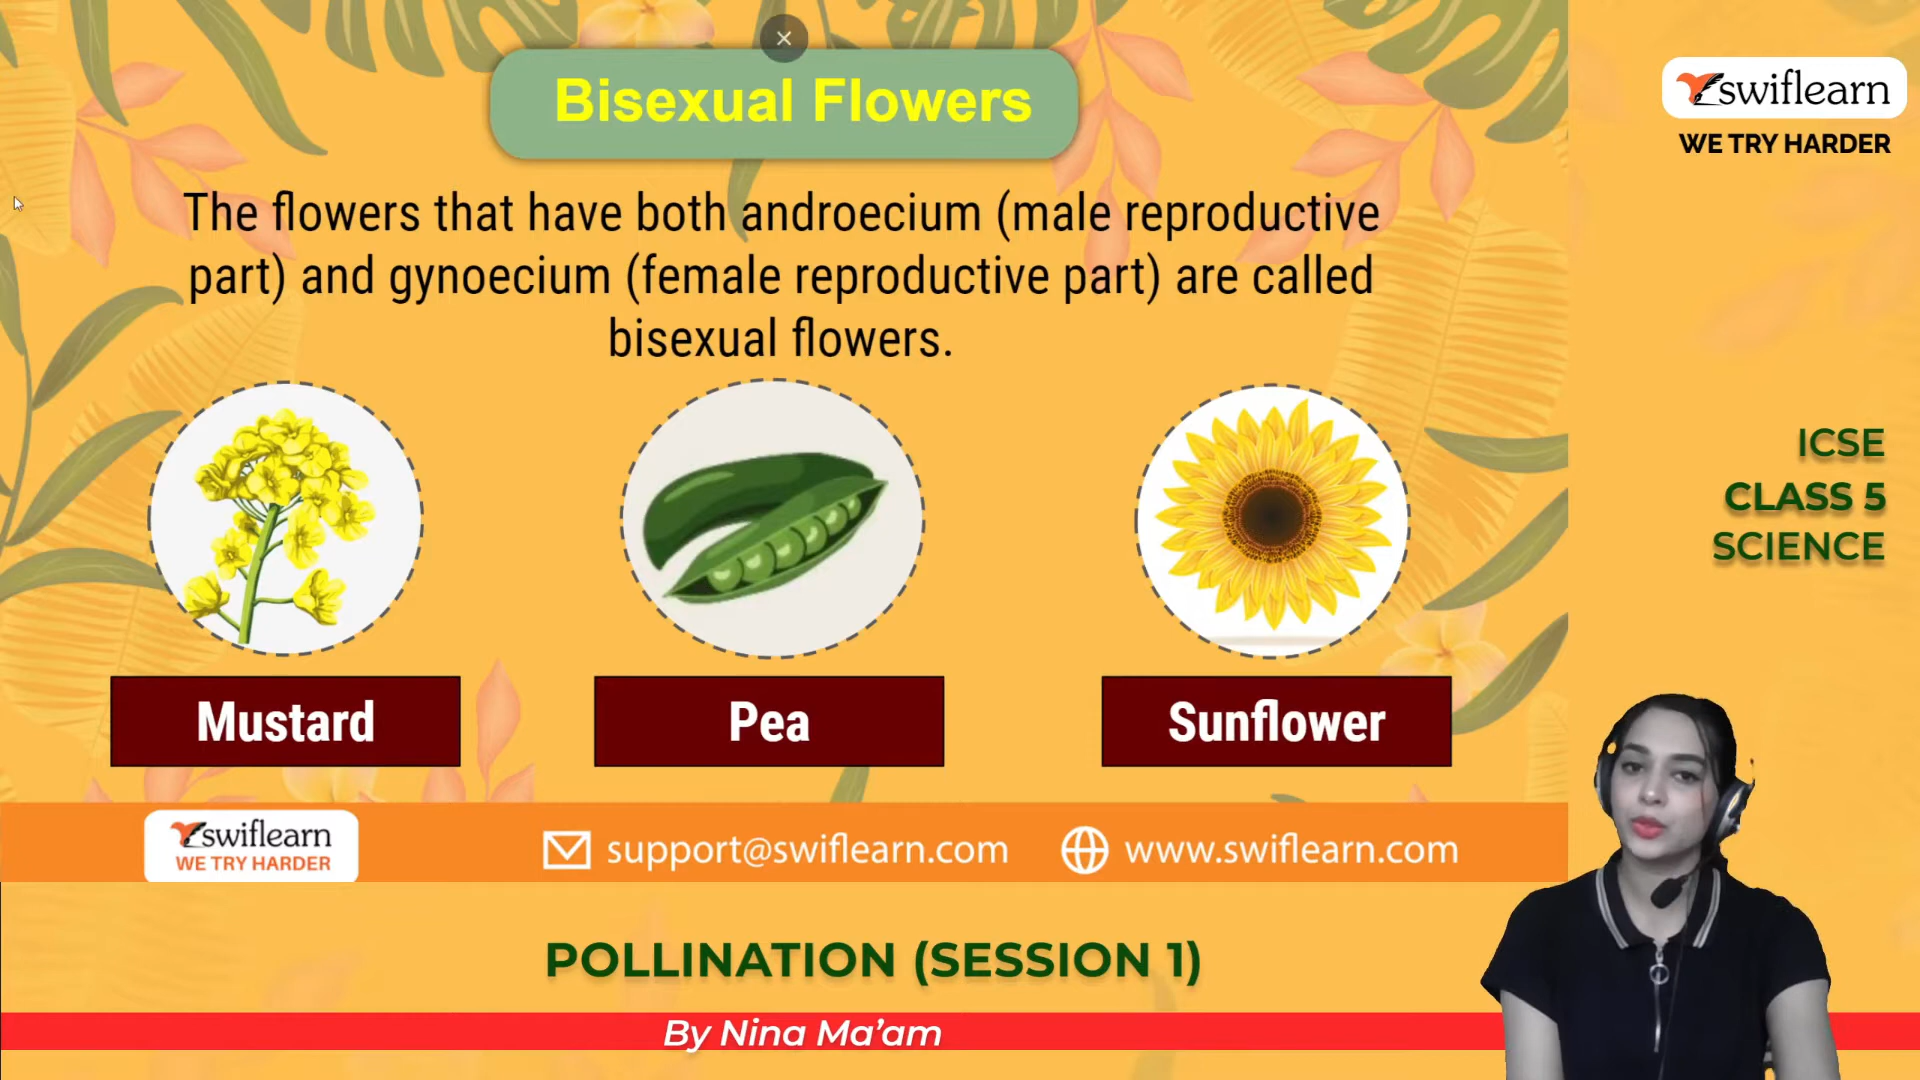 Bisexual Flowers
swiflearn
WE TRY HARDER
The flowers that have both androecium (male reproductive
part) and gynoecium (female reproductive part) are called
bisexual flowers.
ICSE
CLASS 5
SCIENCE
Mustard
Pea
Sunflower
swiflearn
WE TRY HARDER
support@swiflearn.com
www.swiflearn.com
POLLINATION (SESSION 1)
By Nina Ma'am